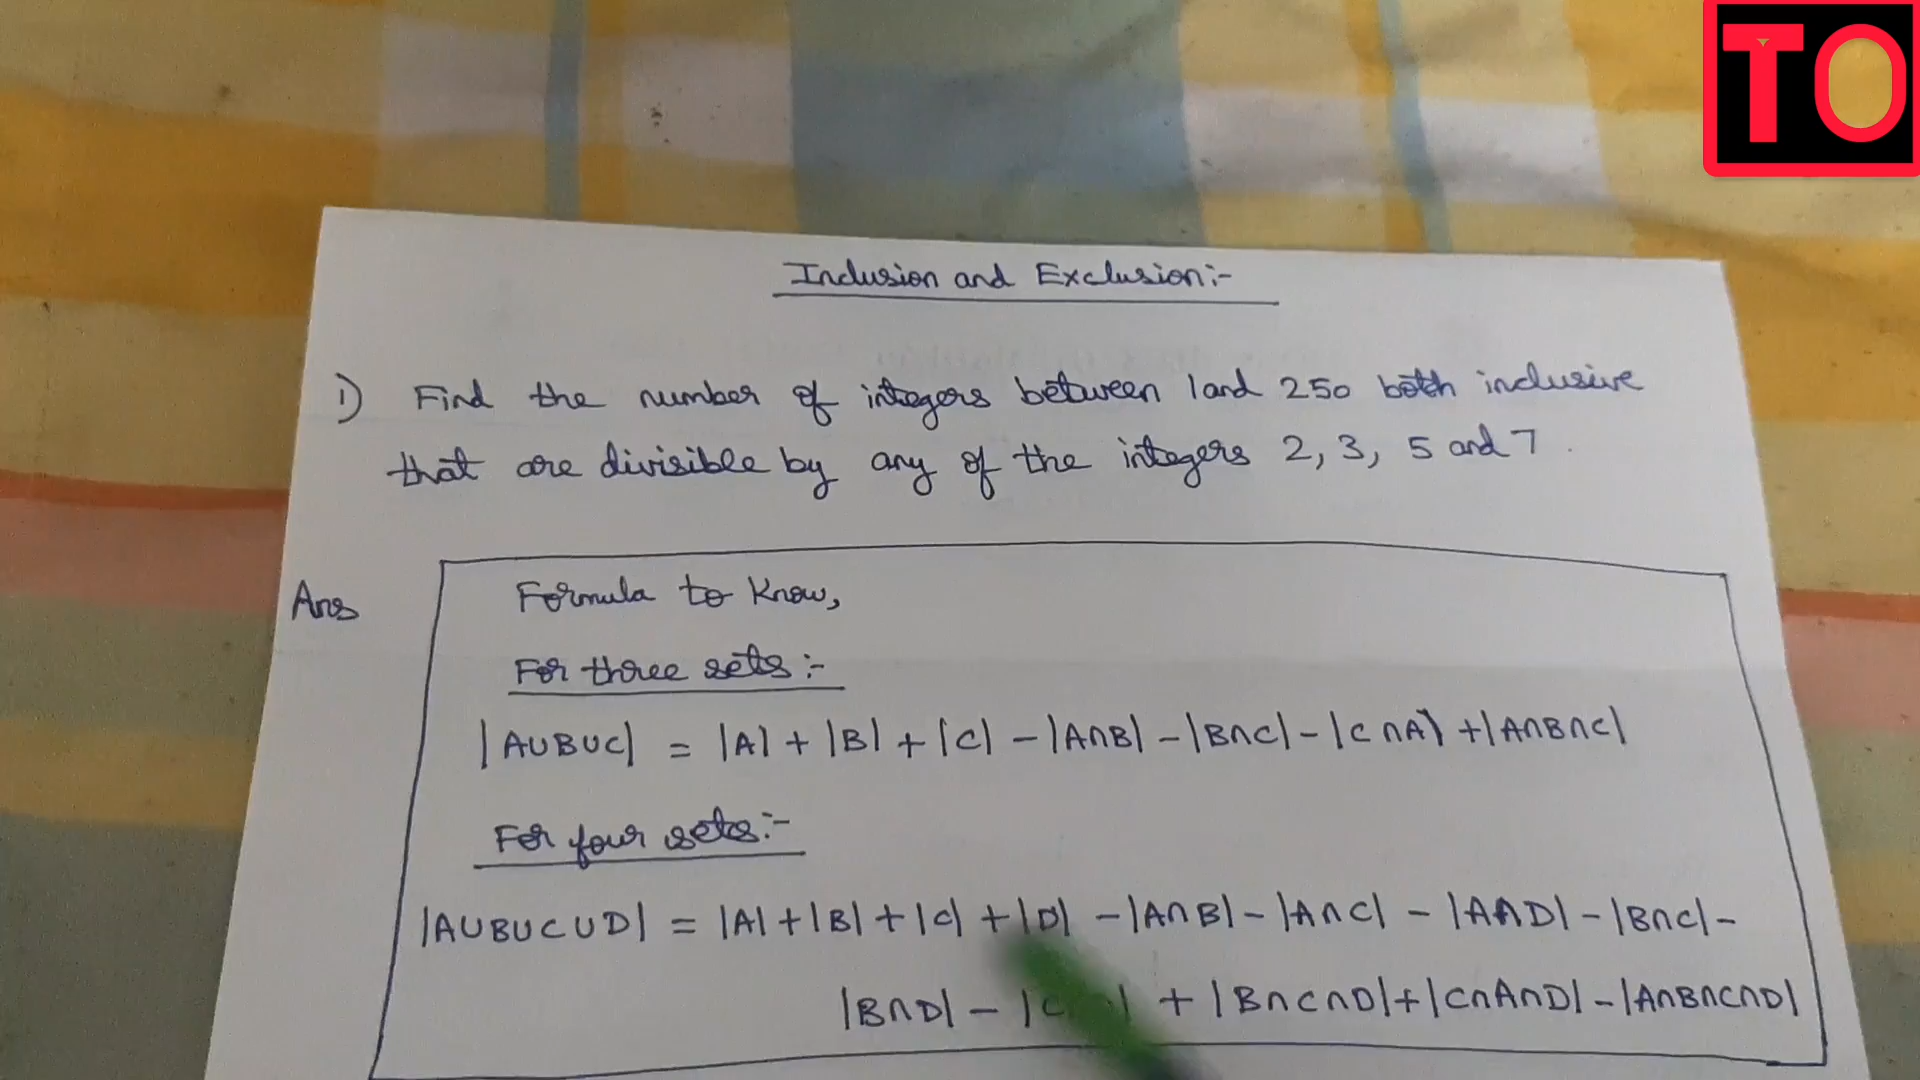 TO
Inclusion and Exclusion:-
1) Find the number of integers between 1 and 250 both inclusive
that are divisible by any of the integers 2, 3, 5 and 7.
Ans
Formula to know,
For three sets:-
|A∪B∪C| = |A| + |B| + |C| - |A∩B| - |B∩C| - |C∩A| + |A∩B∩C|
For four sets:-
|A∪B∪C∪D| = |A| + |B| + |C| + |D| - |A∩B| - |A∩C| - |A∩D| - |B∩C| -
|B∩D| - |C | + |B∩C∩D| + |C∩A∩D| - |A∩B∩C∩D|